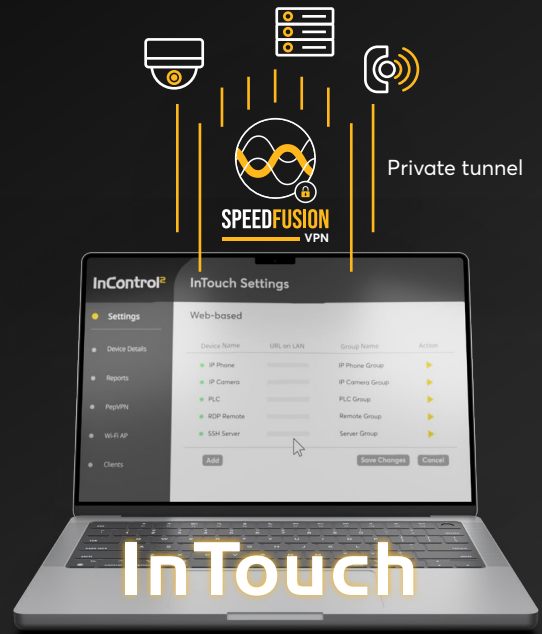 Private tunnel
SPEEDFUSION
VPN
InControl²
InTouch Settings
Settings
Web-based
Device Name URL on LAN Group Name Action
Device Details
IP Phone IP Phone Group
Reports
IP Camera IP Camera Group
PLC PLC Group
PepVPN
RDP Remote Remote Group
Wi-Fi AP
SSH Server Server Group
Clients
Add Save Changes Cancel
InTouch